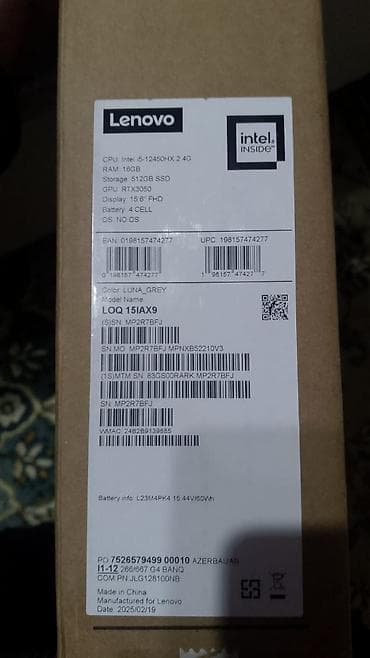 Lenovo
intel
INSIDE™
CPU: Intel i5-12450HX 2.4G
RAM: 16GB
Storage: 512GB SSD
GPU: RTX3050
Display: 15.6" FHD
Battery: 4 CELL
OS: NO OS
EAN: 0198157474277
UPC: 198157474277
0 198157 474277
1 98157 47427 7
Color: LUNA_GREY
Model Name:
LOQ 15IAX9
(S)SN: MP2R7BFJ
SN,MO: MP2R7BFJ MPNXB52210V3
(1S)MTM SN: 83GS00RARK MP2R7BFJ
SN: MP2R7BFJ
Battery info: L23M4PK4 15.44V/60Wh
PO 7526579499 00010 AZERBAIJAN
I1-12 266/667 G4 BANQ
COM PN JLG128100NB
Made in China
Manufactured for Lenovo
Date: 2025/02/19